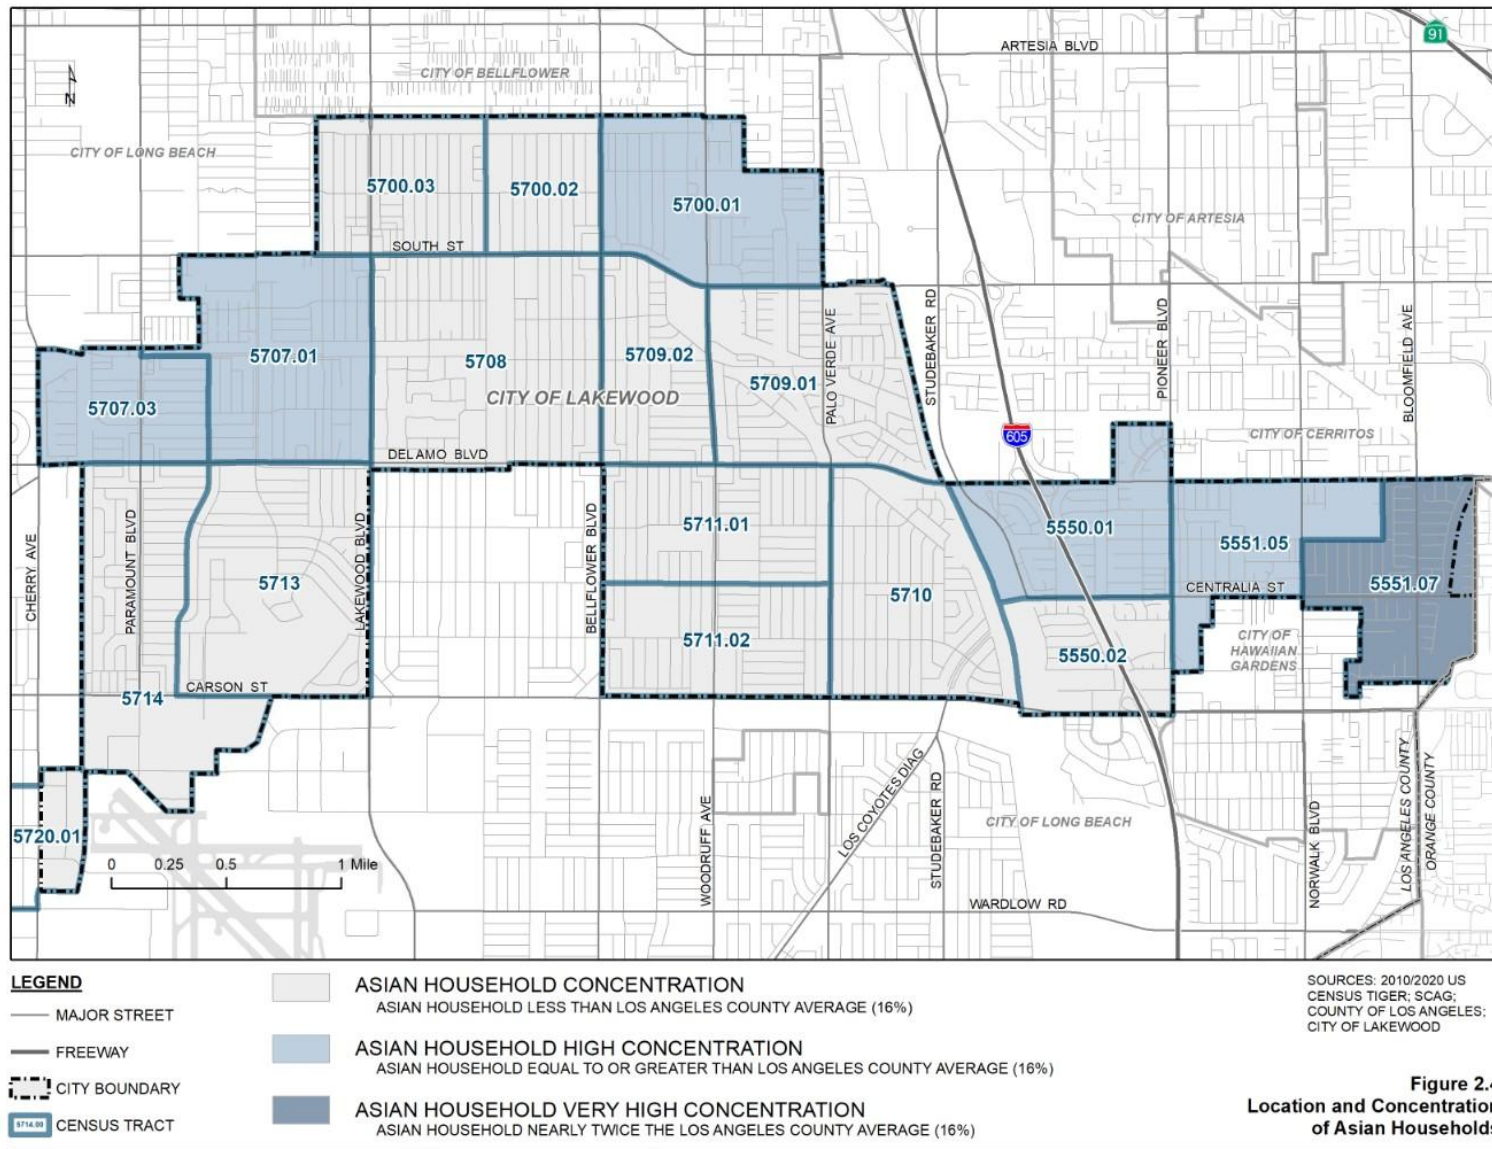 ARTESIA BLVD
91
CITY OF BELLFLOWER
N
CITY OF LONG BEACH
5700.03
5700.02
5700.01
CITY OF ARTESIA
SOUTH ST
5707.01
5708
5709.02
5709.01
PALO VERDE AVE
STUDEBAKER RD
PIONEER BLVD
BLOOMFIELD AVE
CITY OF LAKEWOOD
5707.03
605
CITY OF CERRITOS
DEL AMO BLVD
CHERRY AVE
PARAMOUNT BLVD
5713
LAKEWOOD BLVD
BELLFLOWER BLVD
5711.01
5550.01
5551.05
5551.07
CENTRALIA ST
5710
5711.02
5550.02
CITY OF
HAWAIIAN
GARDENS
CARSON ST
5714
5720.01
0 0.25 0.5 1 Mile
WOODRUFF AVE
LOS COYOTES DIAG
STUDEBAKER RD
CITY OF LONG BEACH
WARDLOW RD
NORWALK BLVD
LOS ANGELES COUNTY
ORANGE COUNTY
LEGEND
MAJOR STREET
FREEWAY
CITY BOUNDARY
5714.00
CENSUS TRACT
ASIAN HOUSEHOLD CONCENTRATION
ASIAN HOUSEHOLD LESS THAN LOS ANGELES COUNTY AVERAGE (16%)
ASIAN HOUSEHOLD HIGH CONCENTRATION
ASIAN HOUSEHOLD EQUAL TO OR GREATER THAN LOS ANGELES COUNTY AVERAGE (16%)
ASIAN HOUSEHOLD VERY HIGH CONCENTRATION
ASIAN HOUSEHOLD NEARLY TWICE THE LOS ANGELES COUNTY AVERAGE (16%)
SOURCES: 2010/2020 US
CENSUS TIGER; SCAG;
COUNTY OF LOS ANGELES;
CITY OF LAKEWOOD
Figure 2.4
Location and Concentration
of Asian Households